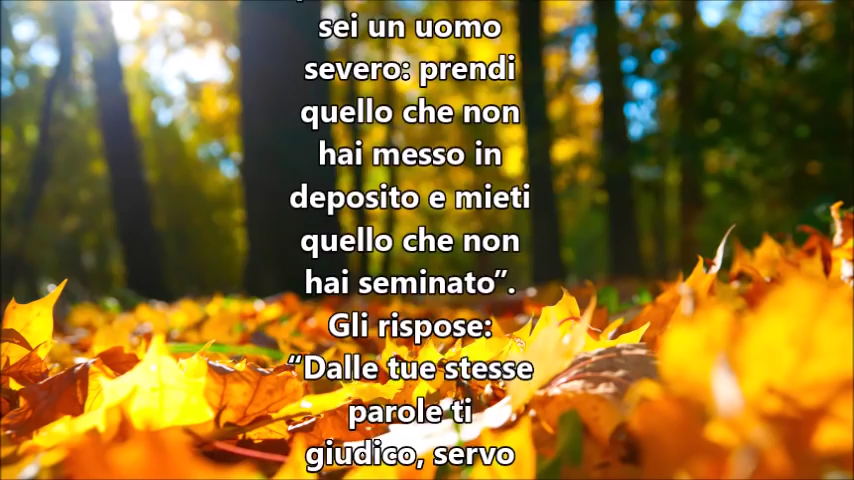 sei un uomo
severo: prendi
quello che non
hai messo in
deposito e mieti
quello che non
hai seminato”.
Gli rispose:
“Dalle tue stesse
parole ti
giudico, servo